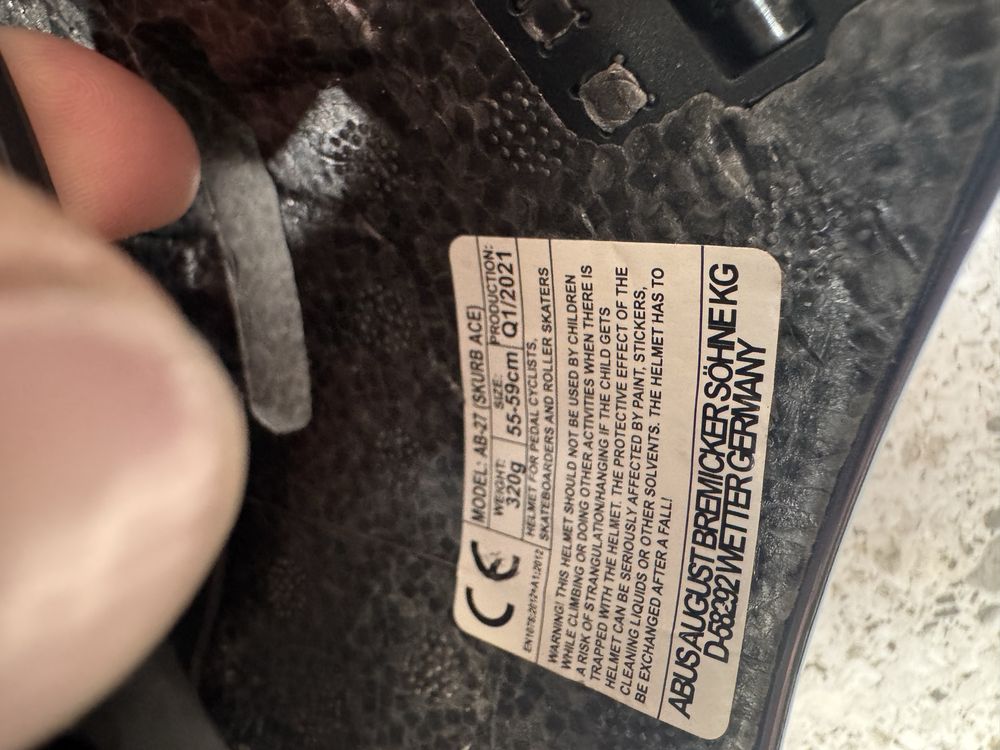 CE
EN1078:2012+A1:2012
MODEL: AB-27 (SKURB ACE)
WEIGHT: SIZE: PRODUCTION:
320g 55-59cm Q1/2021
HELMET FOR PEDAL CYCLISTS,
SKATEBOARDERS AND ROLLER SKATERS
WARNING! THIS HELMET SHOULD NOT BE USED BY CHILDREN
WHILE CLIMBING OR DOING OTHER ACTIVITIES WHEN THERE IS
A RISK OF STRANGULATION/HANGING IF THE CHILD GETS
TRAPPED WITH THE HELMET. THE PROTECTIVE EFFECT OF THE
HELMET CAN BE SERIOUSLY AFFECTED BY PAINT, STICKERS,
CLEANING LIQUIDS OR OTHER SOLVENTS. THE HELMET HAS TO
BE EXCHANGED AFTER A FALL!
ABUS AUGUST BREMICKER SÖHNE KG
D-58292 WETTER GERMANY